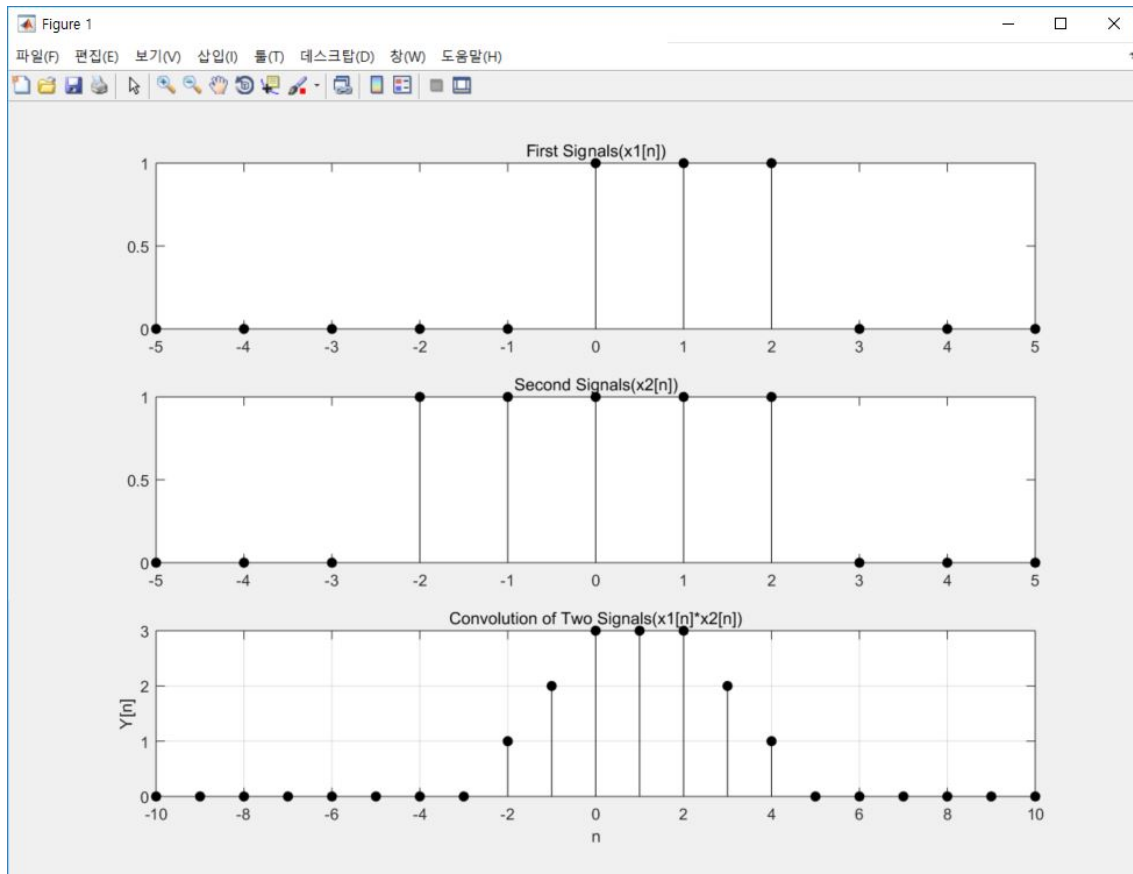 Figure 1
파일(F) 편집(E) 보기(V) 삽입(I) 툴(T) 데스크탑(D) 창(W) 도움말(H)
First Signals(x1[n])
1
0.5
0
-5 -4 -3 -2 -1 0 1 2 3 4 5
Second Signals(x2[n])
1
0.5
0
-5 -4 -3 -2 -1 0 1 2 3 4 5
Convolution of Two Signals(x1[n]*x2[n])
3
2
1
0
Y[n]
-10 -8 -6 -4 -2 0 2 4 6 8 10
n